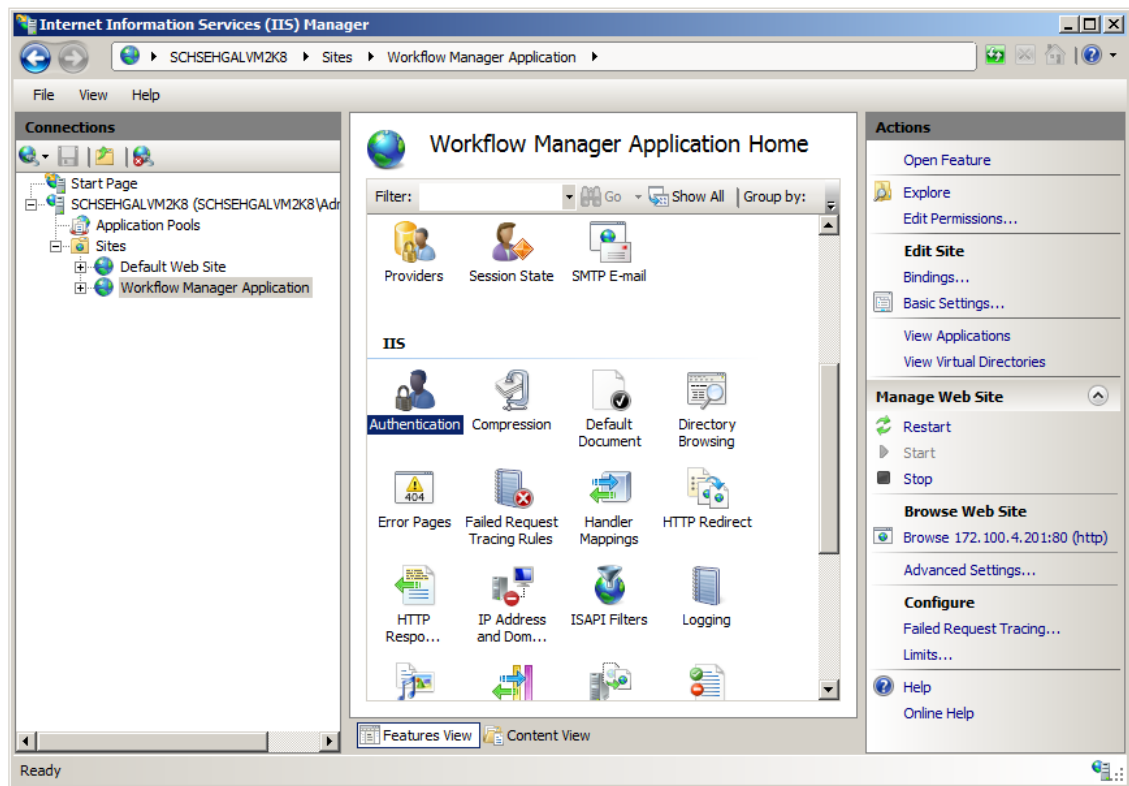 Internet Information Services (IIS) Manager
SCHSEHGALVM2K8 Sites Workflow Manager Application
File View Help
Connections
Start Page
SCHSEHGALVM2K8 (SCHSEHGALVM2K8\Adr
Application Pools
Sites
Default Web Site
Workflow Manager Application
Workflow Manager Application Home
Filter: Go Show All Group by:
Providers Session State SMTP E-mail
IIS
Authentication Compression Default Document Directory Browsing
404
Error Pages Failed Request Tracing Rules Handler Mappings HTTP Redirect
HTTP Respo... IP Address and Dom... ISAPI Filters Logging
Features View Content View
Actions
Open Feature
Explore
Edit Permissions...
Edit Site
Bindings...
Basic Settings...
View Applications
View Virtual Directories
Manage Web Site
Restart
Start
Stop
Browse Web Site
Browse 172.100.4.201:80 (http)
Advanced Settings...
Configure
Failed Request Tracing...
Limits...
Help
Online Help
Ready